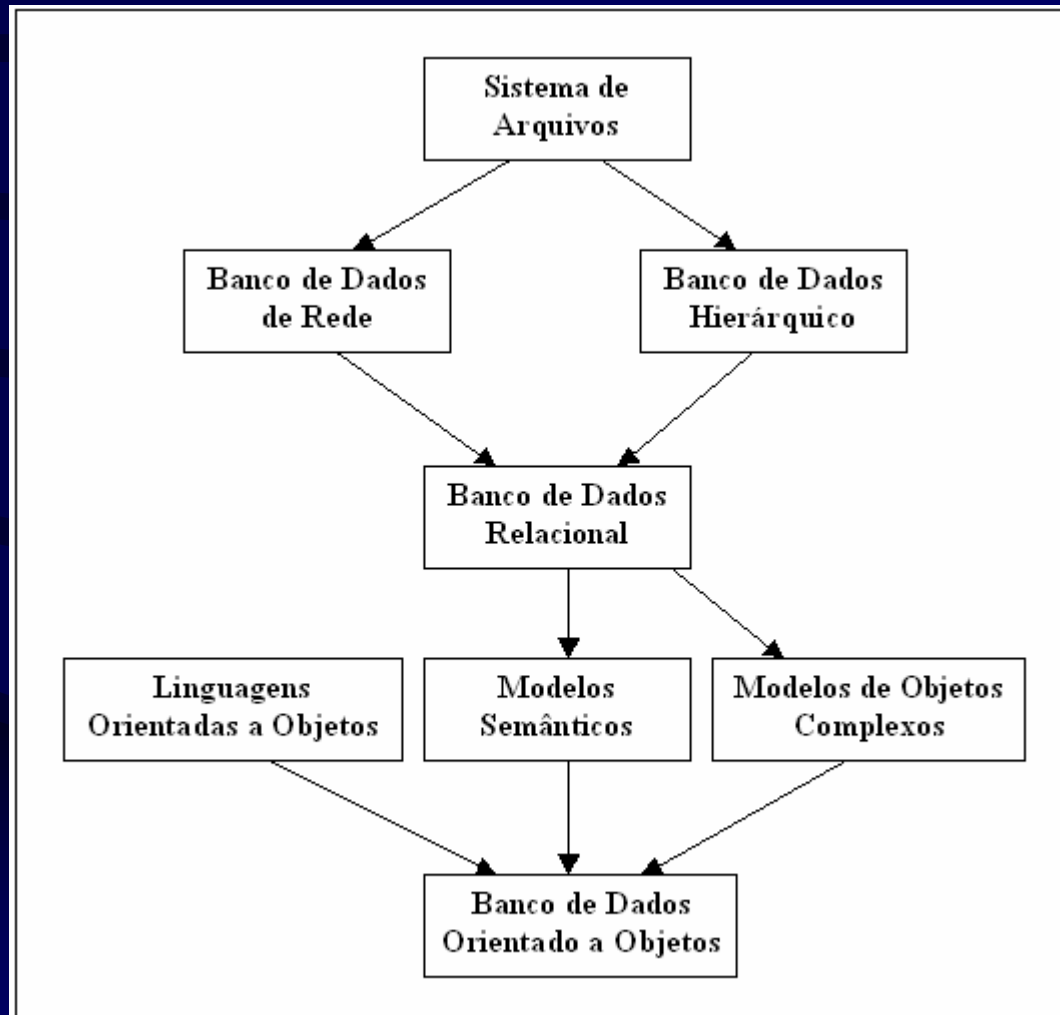 Sistema de
Arquivos
Banco de Dados
de Rede
Banco de Dados
Hierárquico
Banco de Dados
Relacional
Linguagens
Orientadas a Objetos
Modelos
Semânticos
Modelos de Objetos
Complexos
Banco de Dados
Orientado a Objetos